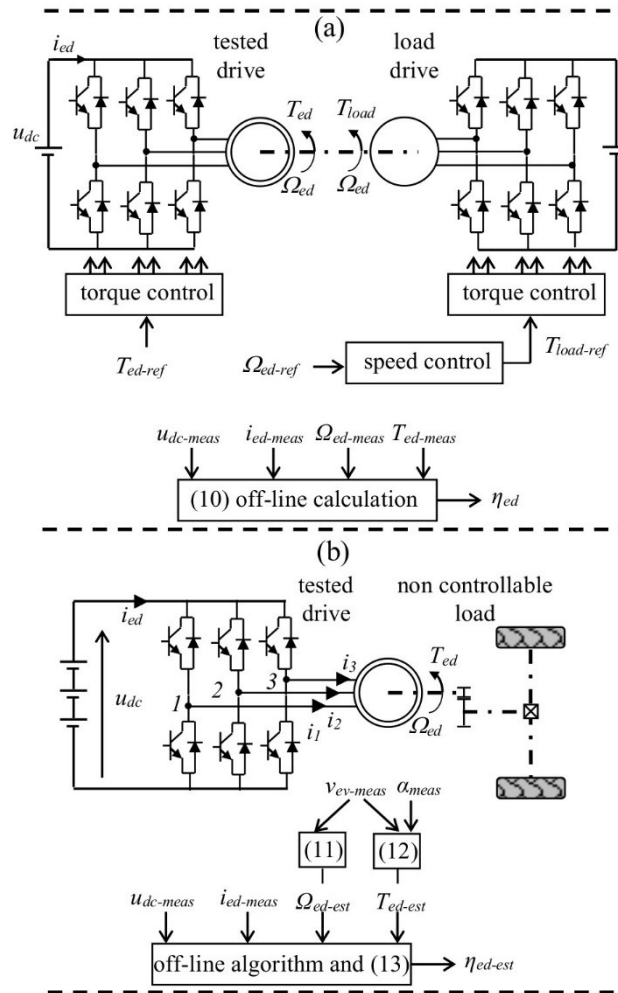 (a)
tested drive
load drive
i_ed
u_dc
T_ed
T_load
Ω_ed
Ω_ed
torque control
torque control
T_ed-ref
Ω_ed-ref
speed control
T_load-ref
u_dc-meas
i_ed-meas
Ω_ed-meas
T_ed-meas
(10) off-line calculation
η_ed
(b)
tested drive
non controllable load
i_ed
u_dc
1
2
3
i_3
i_2
i_1
T_ed
Ω_ed
v_ev-meas
α_meas
(11)
(12)
u_dc-meas
i_ed-meas
Ω_ed-est
T_ed-est
off-line algorithm and (13)
η_ed-est